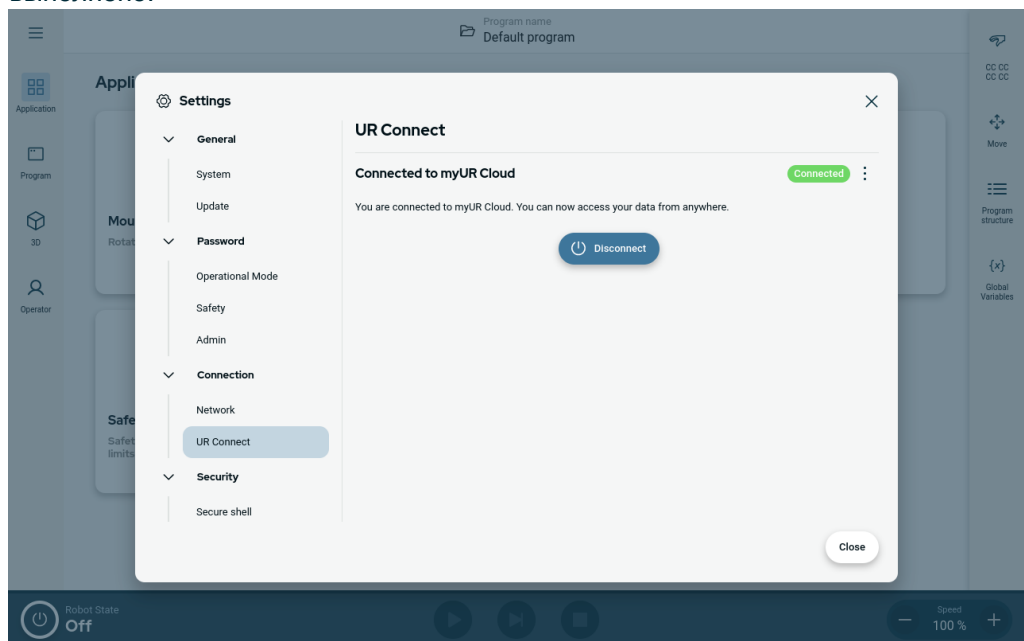 Program name
Default program
Application
Program
3D
Operator
Appli
Mou
Rotat
Safe
Safet
limits
Settings
General
System
Update
Password
Operational Mode
Safety
Admin
Connection
Network
UR Connect
Security
Secure shell
UR Connect
Connected to myUR Cloud
Connected
You are connected to myUR Cloud. You can now access your data from anywhere.
Disconnect
Close
CC CC
CC CC
Move
Program
structure
{x}
Global
Variables
Robot State
Off
Speed
100 %